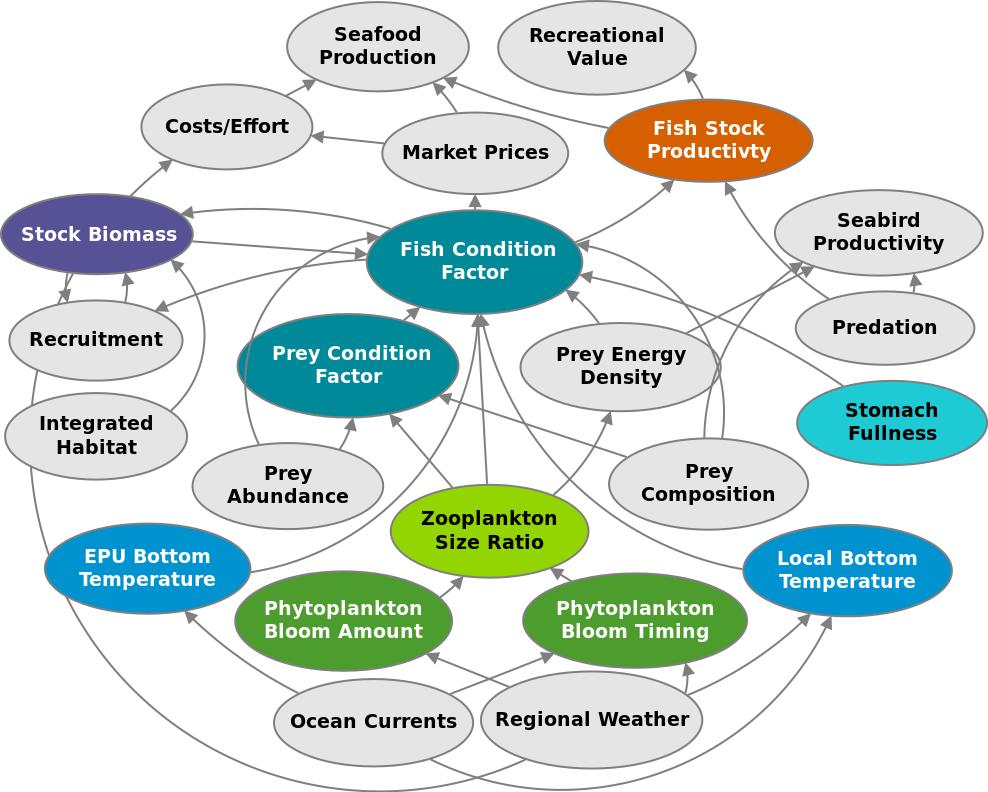 Seafood
Production
Recreational
Value
Costs/Effort
Market Prices
Fish Stock
Productivty
Stock Biomass
Fish Condition
Factor
Seabird
Productivity
Recruitment
Prey Condition
Factor
Prey Energy
Density
Predation
Integrated
Habitat
Stomach
Fullness
Prey
Abundance
Prey
Composition
Zooplankton
Size Ratio
EPU Bottom
Temperature
Local Bottom
Temperature
Phytoplankton
Bloom Amount
Phytoplankton
Bloom Timing
Ocean Currents
Regional Weather